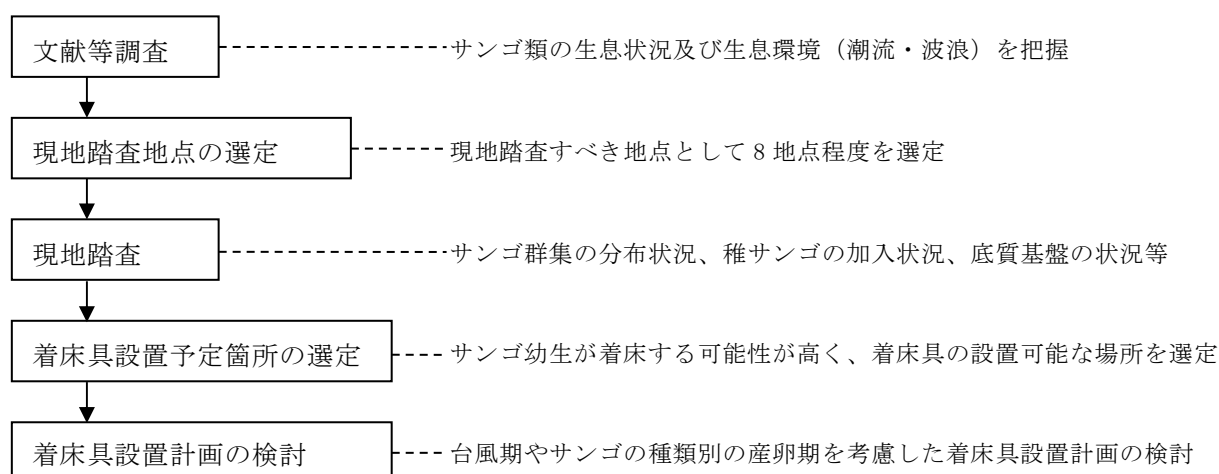 文献等調査 サンゴ類の生息状況及び生息環境（潮流・波浪）を把握
現地踏査地点の選定 現地踏査すべき地点として8地点程度を選定
現地踏査 サンゴ群集の分布状況、稚サンゴの加入状況、底質基盤の状況等
着床具設置予定箇所の選定 サンゴ幼生が着床する可能性が高く、着床具の設置可能な場所を選定
着床具設置計画の検討 台風期やサンゴの種類別の産卵期を考慮した着床具設置計画の検討